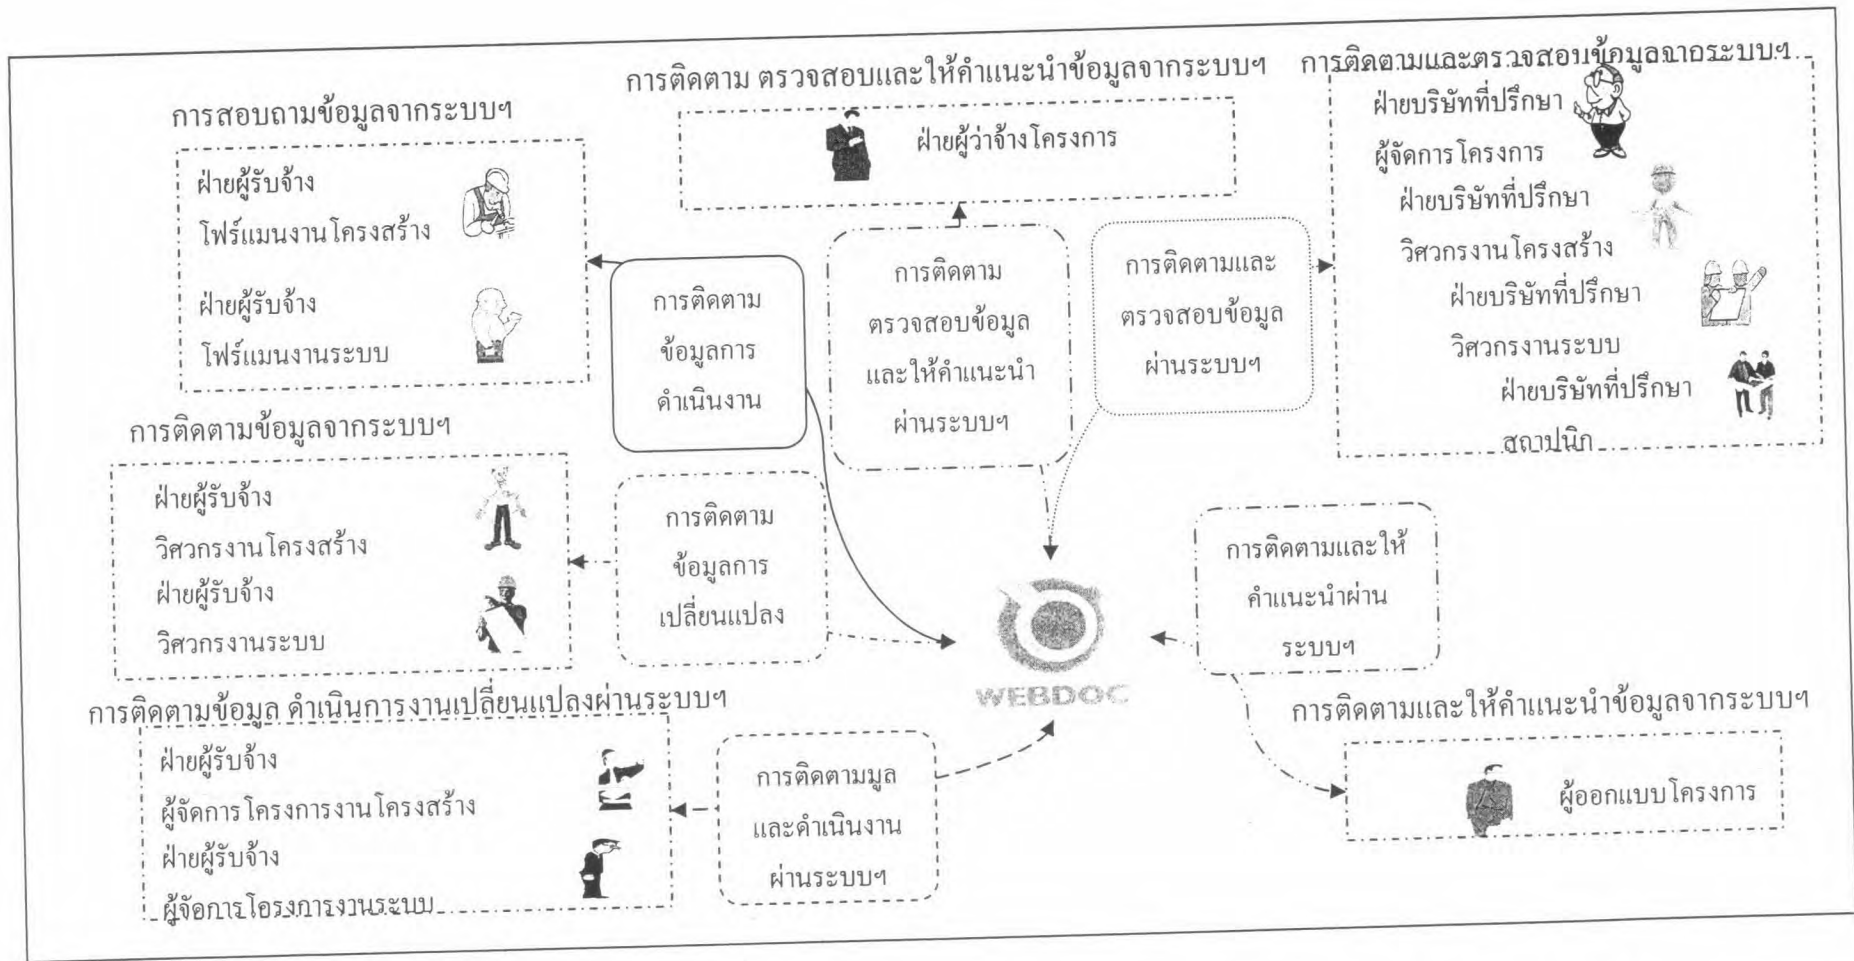 การสอบถามข้อมูลจากระบบฯ
ฝ่ายผู้รับจ้าง
โฟร์แมนงานโครงสร้าง
ฝ่ายผู้รับจ้าง
โฟร์แมนงานระบบ
การติดตาม ตรวจสอบและให้คำแนะนำข้อมูลจากระบบฯ
ฝ่ายผู้ว่าจ้างโครงการ
การติดตามและตรวจสอบข้อมูลจากระบบฯ
ฝ่ายบริษัทที่ปรึกษา
ผู้จัดการโครงการ
ฝ่ายบริษัทที่ปรึกษา
วิศวกรงานโครงสร้าง
ฝ่ายบริษัทที่ปรึกษา
วิศวกรงานระบบ
ฝ่ายบริษัทที่ปรึกษา
สถาปนิก
การติดตาม
ข้อมูลการ
ดำเนินงาน
การติดตาม
ตรวจสอบข้อมูล
และให้คำแนะนำ
ผ่านระบบฯ
การติดตามและ
ตรวจสอบข้อมูล
ผ่านระบบฯ
การติดตามข้อมูลจากระบบฯ
ฝ่ายผู้รับจ้าง
วิศวกรงานโครงสร้าง
ฝ่ายผู้รับจ้าง
วิศวกรงานระบบ
การติดตาม
ข้อมูลการ
เปลี่ยนแปลง
WEBDOC
การติดตามและให้
คำแนะนำผ่าน
ระบบฯ
การติดตามข้อมูล ดำเนินการงานเปลี่ยนแปลงผ่านระบบฯ
ฝ่ายผู้รับจ้าง
ผู้จัดการโครงการงานโครงสร้าง
ฝ่ายผู้รับจ้าง
ผู้จัดการโครงการงานระบบ
การติดตามมูล
และดำเนินงาน
ผ่านระบบฯ
การติดตามและให้คำแนะนำข้อมูลจากระบบฯ
ผู้ออกแบบโครงการ